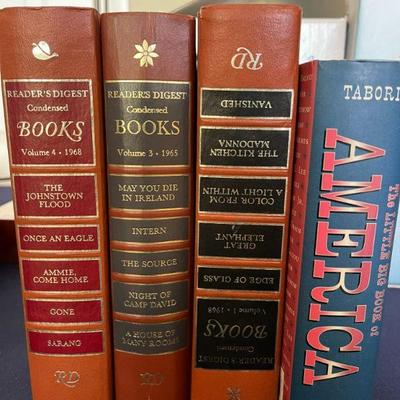 READER'S DIGEST
Condensed
BOOKS
Volume 4 • 1968
THE
JOHNSTOWN
FLOOD
ONCE AN EAGLE
AMMIE,
COME HOME
GONE
SARANG
RD
READER'S DIGEST
Condensed
BOOKS
Volume 3 • 1965
MAY YOU DIE
IN IRELAND
INTERN
THE SOURCE
NIGHT OF
CAMP DAVID
A HOUSE OF
MANY ROOMS
RD
READER'S DIGEST
Condensed
BOOKS
Volume 1 • 1968
EDGE OF GLASS
GREAT
ELEPHANT
COLOR FROM
A LIGHT WITHIN
THE KITCHEN
MADONNA
VANISHED
RD
TABORI
The LITTLE BIG BOOK of
AMERICA